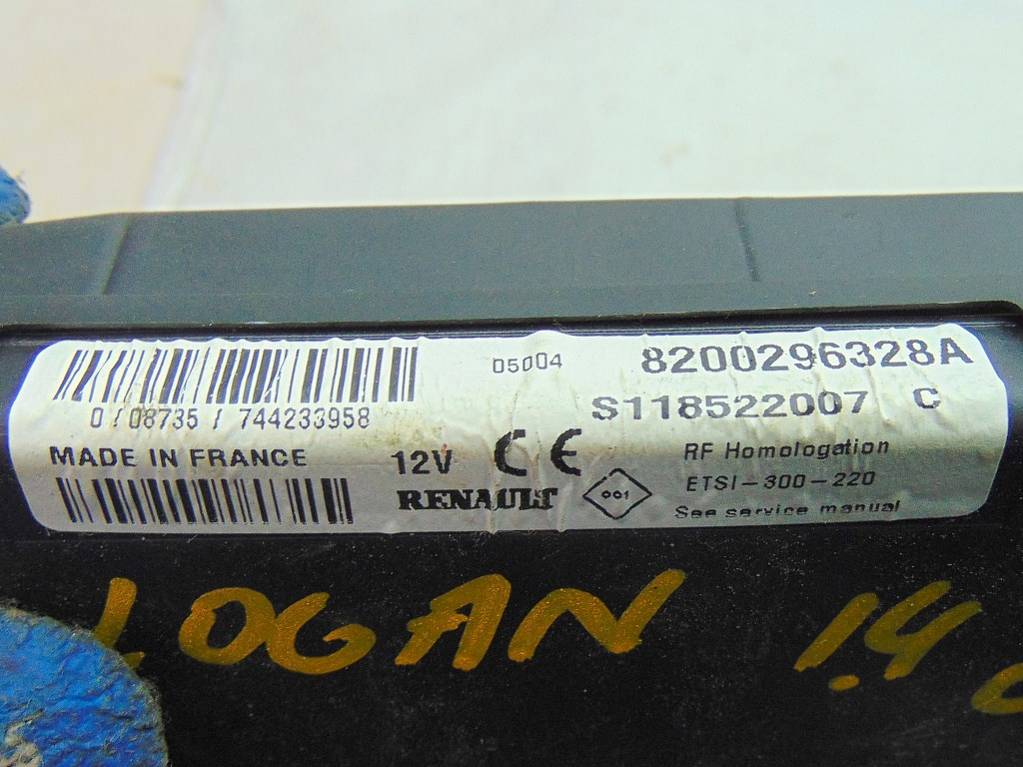 05004 8200296328A
0 / 08735 / 744233958 S118522007 C
MADE IN FRANCE 12V CE RF Homologation
RENAULT 001 ETSI-300-220
See service manual
LOGAN 1.4